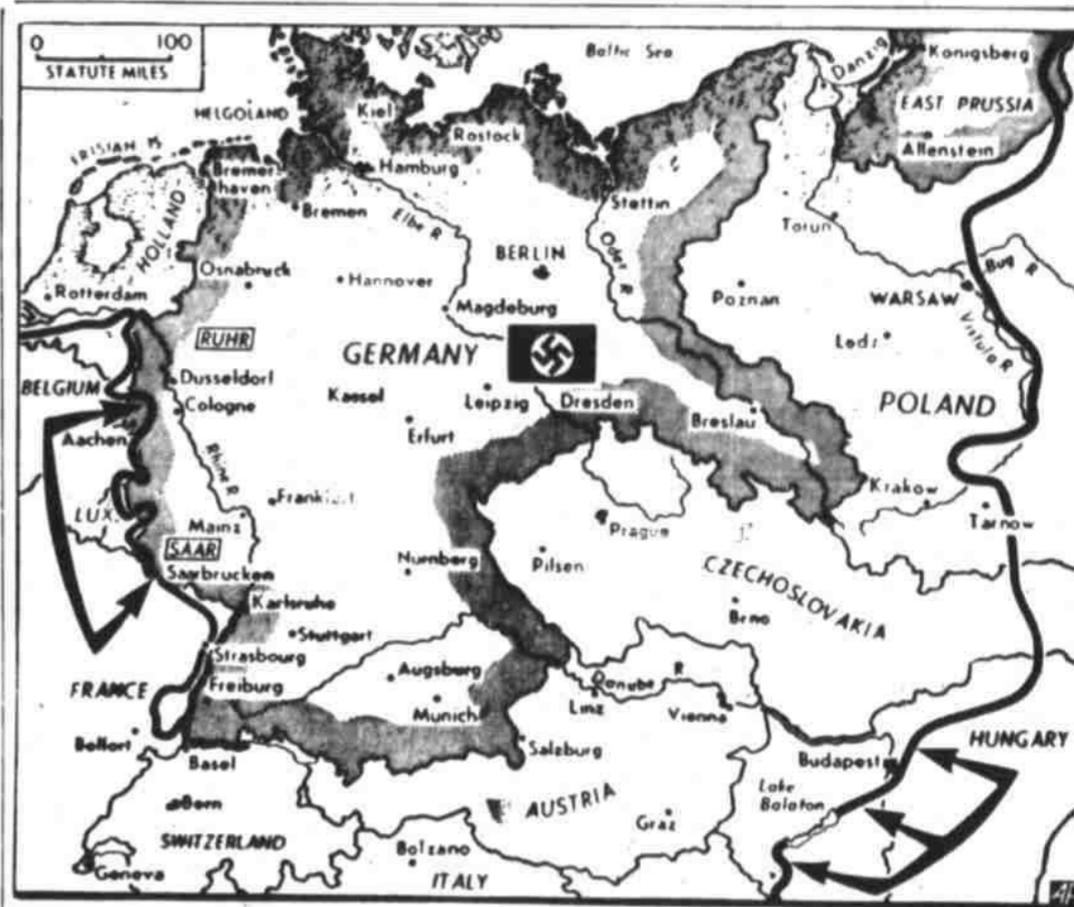 0 100
STATUTE MILES
Baltic Sea
Danzig
Konigsberg
EAST PRUSSIA
Allenstein
HELGOLAND
Kiel
Rostock
FRISIAN IS
Bremer-
haven
Hamburg
Bremen
Elbe R
Stettin
Torun
HOLLAND
BERLIN
Oder R
Bug R
Osnabruck
Hannover
Rotterdam
Magdeburg
Poznan
WARSAW
Vistula R
RUHR
GERMANY
Lodz
BELGIUM
Dusseldorf
Cologne
Kassel
Leipzig
Dresden
Breslau
POLAND
Aachen
Erfurt
Rhine R
Krakow
Tarnow
LUX.
Mainz
Prague
SAAR
Saarbrucken
Nurnberg
Pilsen
CZECHOSLOVAKIA
Karlsruhe
Brno
Stuttgart
Strasbourg
Augsburg
Danube R
FRANCE
Freiburg
Munich
Linz
Vienna
Belfort
Salzburg
HUNGARY
Basel
Budapest
Lake
Balaton
Bern
AUSTRIA
SWITZERLAND
Graz
Bolzano
Geneva
ITALY